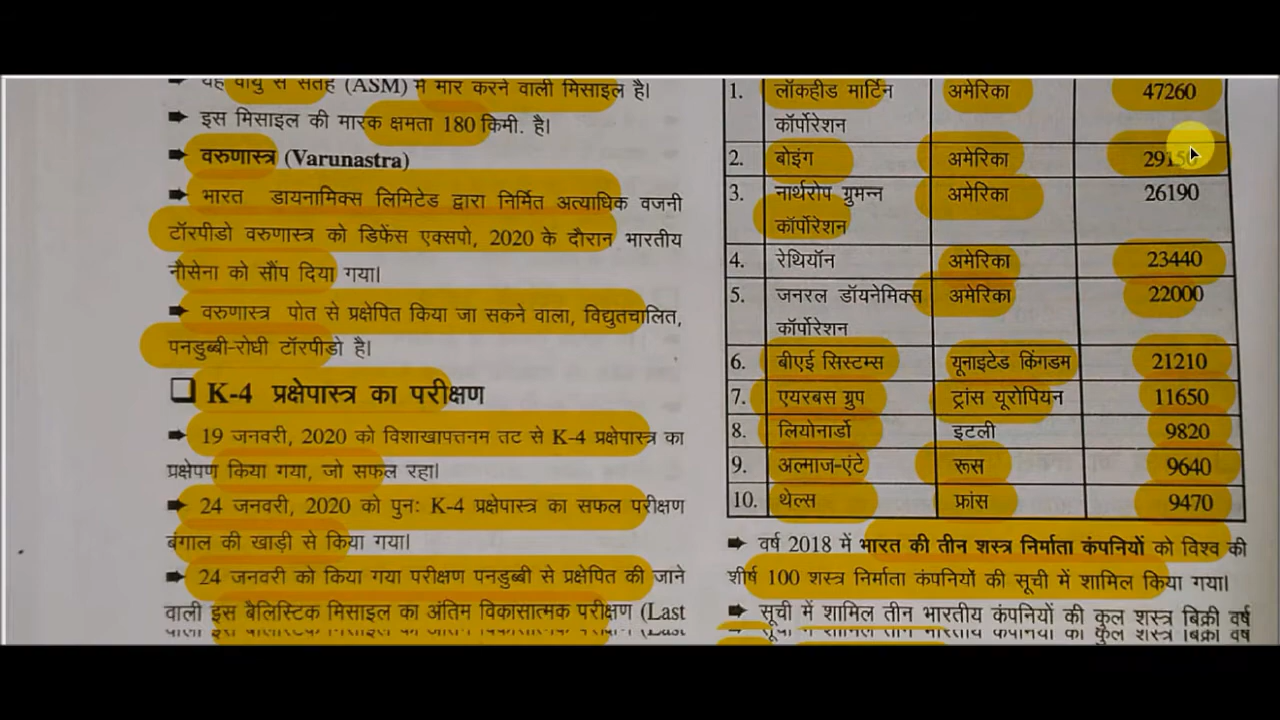 यह वायु से सतह (ASM) में मार करने वाली मिसाइल है।
➡ इस मिसाइल की मारक क्षमता 180 किमी. है।
➡ वरुणास्त्र (Varunastra)
➡ भारत डायनामिक्स लिमिटेड द्वारा निर्मित अत्याधिक वजनी
टॉरपीडो वरुणास्त्र को डिफेंस एक्सपो, 2020 के दौरान भारतीय
नौसेना को सौंप दिया गया।
➡ वरुणास्त्र पोत से प्रक्षेपित किया जा सकने वाला, विद्युतचालित,
पनडुब्बी-रोधी टॉरपीडो है।
❑ K-4 प्रक्षेपास्त्र का परीक्षण
➡ 19 जनवरी, 2020 को विशाखापत्तनम तट से K-4 प्रक्षेपास्त्र का
प्रक्षेपण किया गया, जो सफल रहा।
➡ 24 जनवरी, 2020 को पुनः K-4 प्रक्षेपास्त्र का सफल परीक्षण
बंगाल की खाड़ी से किया गया।
➡ 24 जनवरी को किया गया परीक्षण पनडुब्बी से प्रक्षेपित की जाने
वाली इस बैलिस्टिक मिसाइल का अंतिम विकासात्मक परीक्षण (Last
1. लॉकहीड मार्टिन अमेरिका 47260
कॉर्पोरेशन
2. बोइंग अमेरिका 29150
3. नार्थरोप ग्रुमन्न अमेरिका 26190
कॉर्पोरेशन
4. रेथियॉन अमेरिका 23440
5. जनरल डॉयनेमिक्स अमेरिका 22000
कॉर्पोरेशन
6. बीएई सिस्टम्स यूनाइटेड किंगडम 21210
7. एयरबस ग्रुप ट्रांस यूरोपियन 11650
8. लियोनार्डो इटली 9820
9. अल्माज-एंटे रूस 9640
10. थेल्स फ्रांस 9470
➡ वर्ष 2018 में भारत की तीन शस्त्र निर्माता कंपनियों को विश्व की
शीर्ष 100 शस्त्र निर्माता कंपनियों की सूची में शामिल किया गया।
➡ सूची में शामिल तीन भारतीय कंपनियों की कुल शस्त्र बिक्री वर्ष